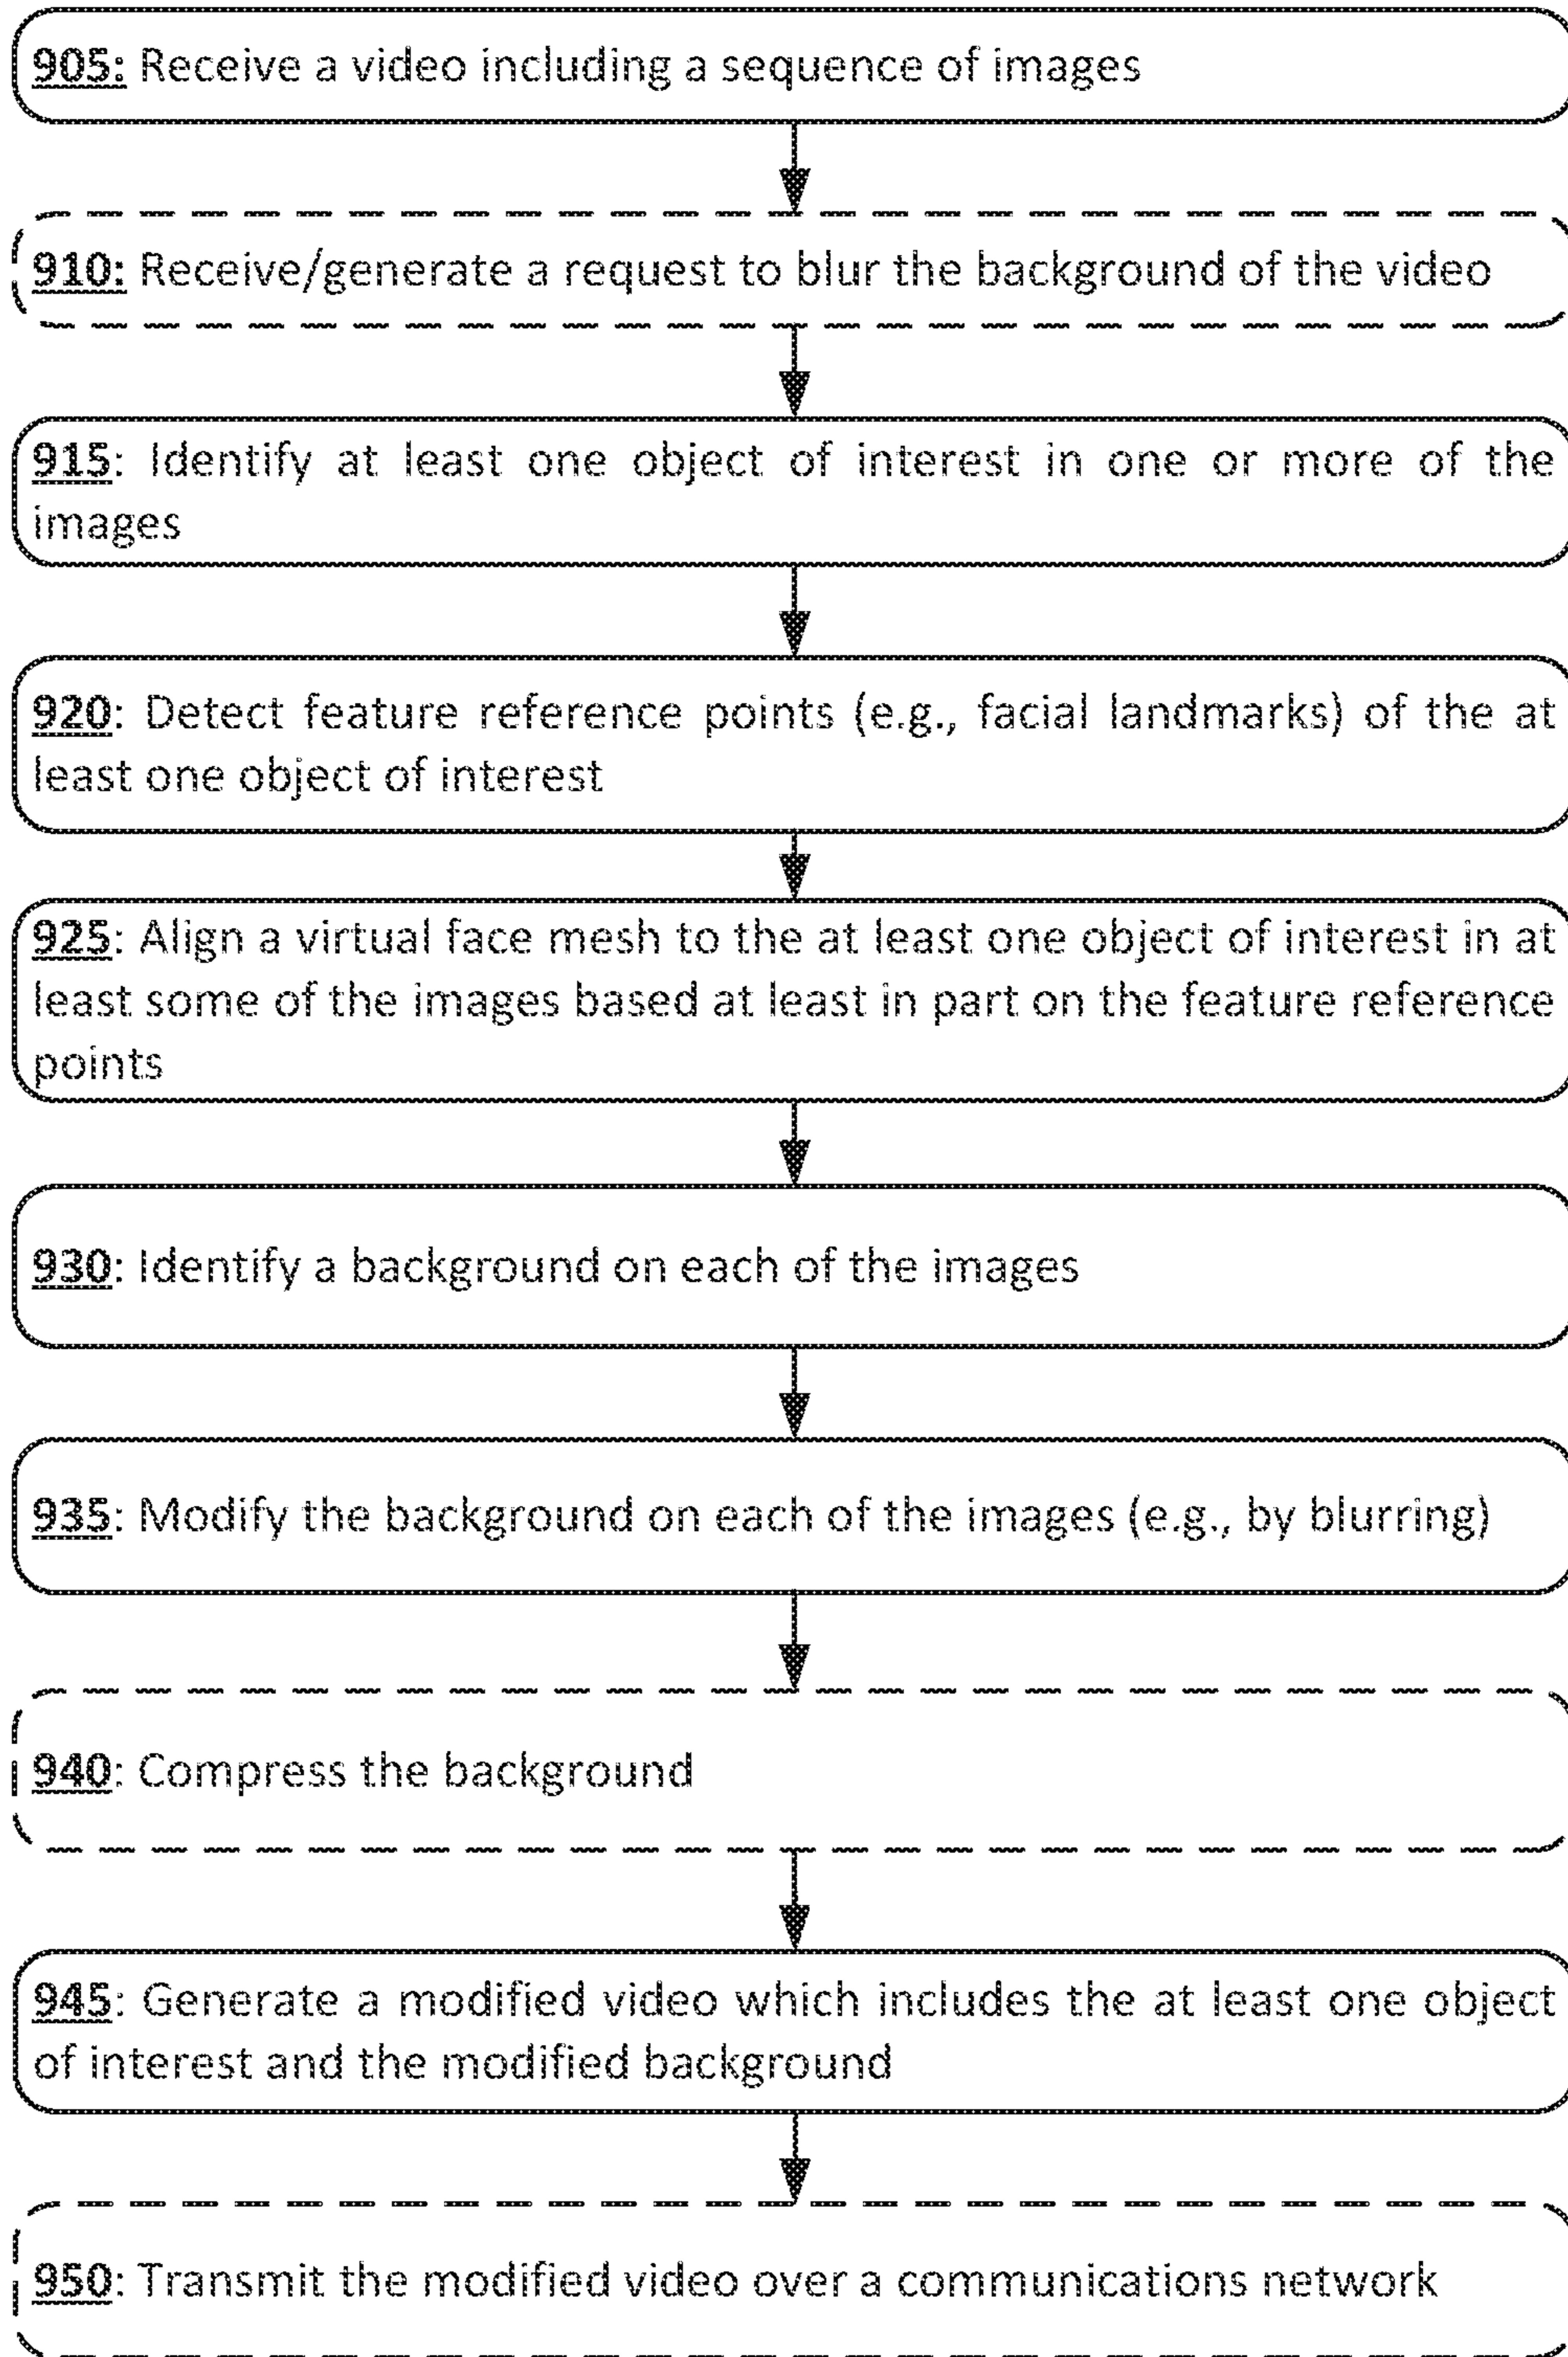 905: Receive a video including a sequence of images
910: Receive/generate a request to blur the background of the video
915: Identify at least one object of interest in one or more of the
images
920: Detect feature reference points (e.g., facial landmarks) of the at
least one object of interest
925: Align a virtual face mesh to the at least one object of interest in at
least some of the images based at least in part on the feature reference
points
930: Identify a background on each of the images
935: Modify the background on each of the images (e.g., by blurring)
940: Compress the background
945: Generate a modified video which includes the at least one object
of interest and the modified background
950: Transmit the modified video over a communications network